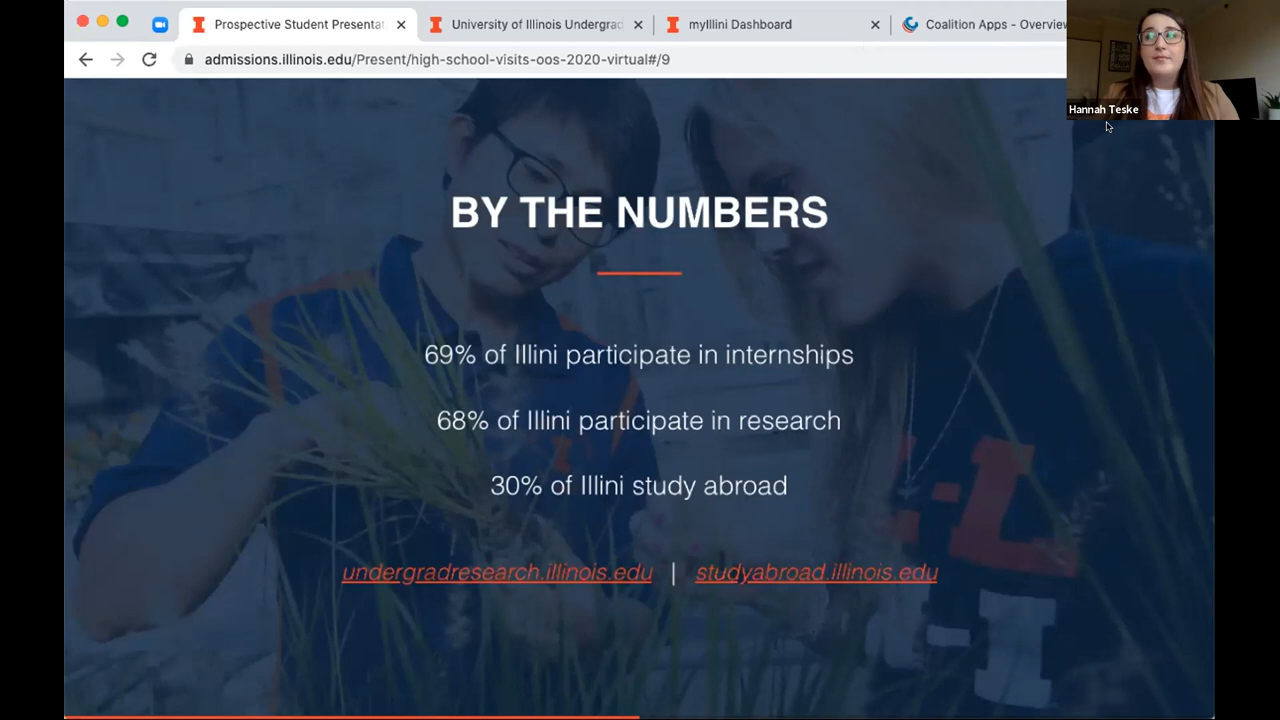 Prospective Student Presentat
University of Illinois Undergrad
myIllini Dashboard
Coalition Apps - Overview
admissions.illinois.edu/Present/high-school-visits-oos-2020-virtual#/9
Hannah Teske
BY THE NUMBERS
69% of Illini participate in internships
68% of Illini participate in research
30% of Illini study abroad
undergradresearch.illinois.edu | studyabroad.illinois.edu